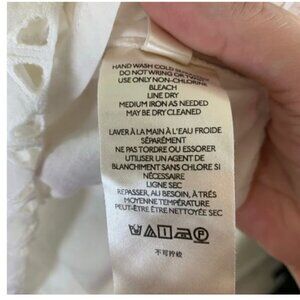 HAND WASH COLD
DO NOT WRING OR
USE ONLY NON-CHLORINE
BLEACH
LINE DRY
MEDIUM IRON AS NEEDED
MAY BE DRY CLEANED
LAVER À LA MAIN À L'EAU FROIDE
SÉPARÉMENT
NE PAS TORDRE OU ESSORER
UTILISER UN AGENT DE
BLANCHIMENT SANS CHLORE SI
NÉCESSAIRE
LIGNE SEC
REPASSER, AU BESOIN, À TRÉS
MOYENNE TEMPÉRATURE
PEUT-ÊTRE ÊTRE NETTOYÉE SEC
不可拧绞